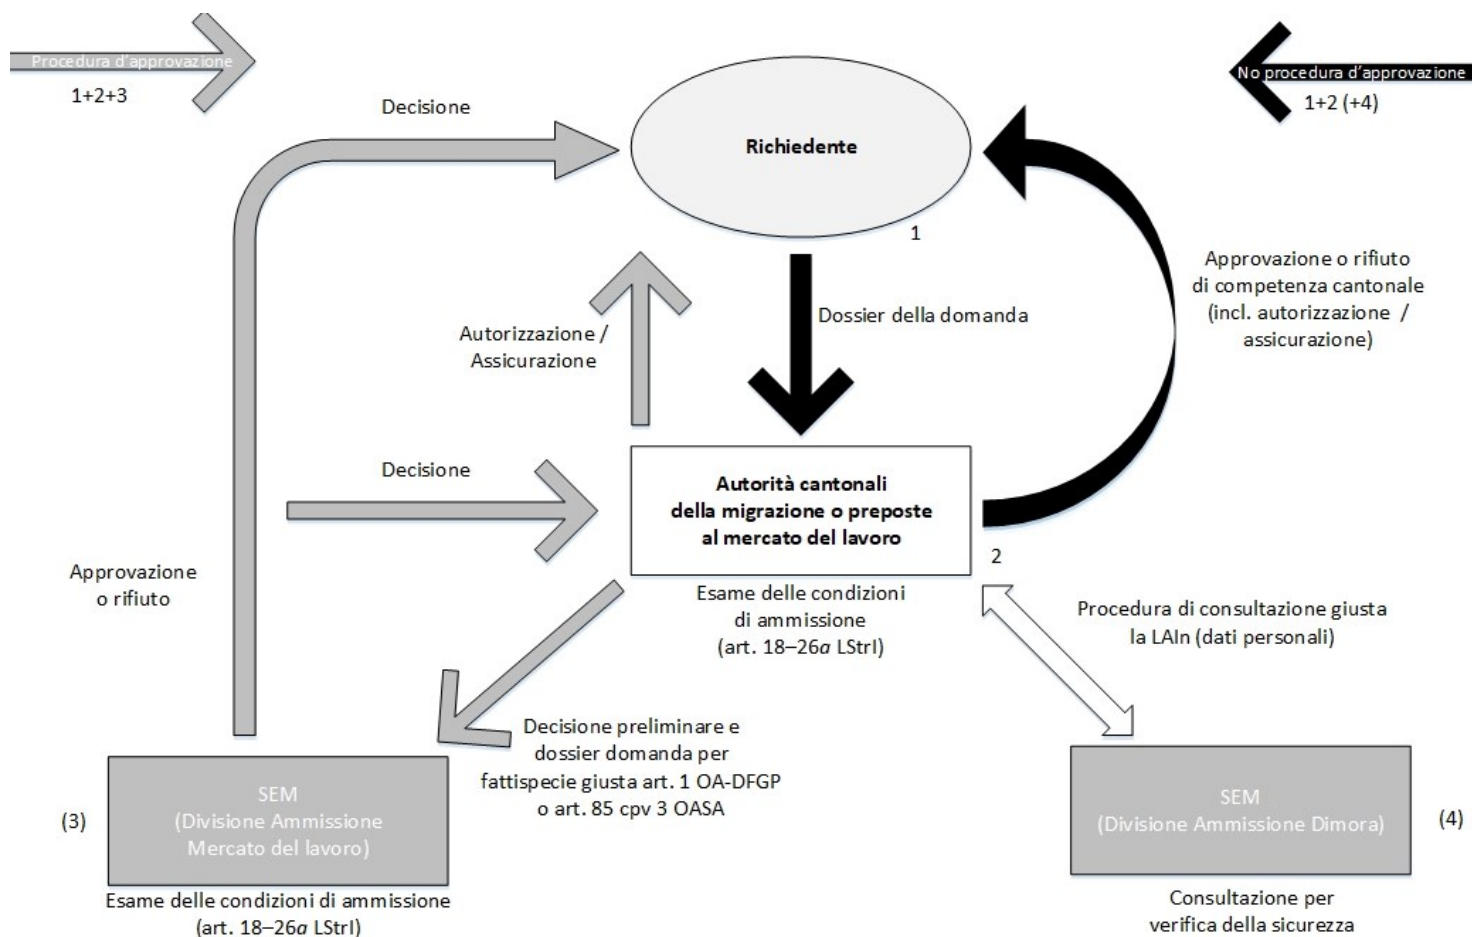 Procedura d'approvazione
1+2+3
No procedura d'approvazione
1+2 (+4)
Decisione
Richiedente
1
Dossier della domanda
Autorizzazione /
Assicurazione
Approvazione o rifiuto
di competenza cantonale
(incl. autorizzazione /
assicurazione)
Decisione
Autorità cantonali
della migrazione o preposte
al mercato del lavoro
2
Esame delle condizioni
di ammissione
(art. 18–26a LStrI)
Approvazione
o rifiuto
Procedura di consultazione giusta
la LAIn (dati personali)
Decisione preliminare e
dossier domanda per
fattispecie giusta art. 1 OA-DFGP
o art. 85 cpv 3 OASA
(3)
SEM
(Divisione Ammissione
Mercato del lavoro)
Esame delle condizioni di ammissione
(art. 18–26a LStrI)
SEM
(Divisione Ammissione Dimora)
(4)
Consultazione per
verifica della sicurezza